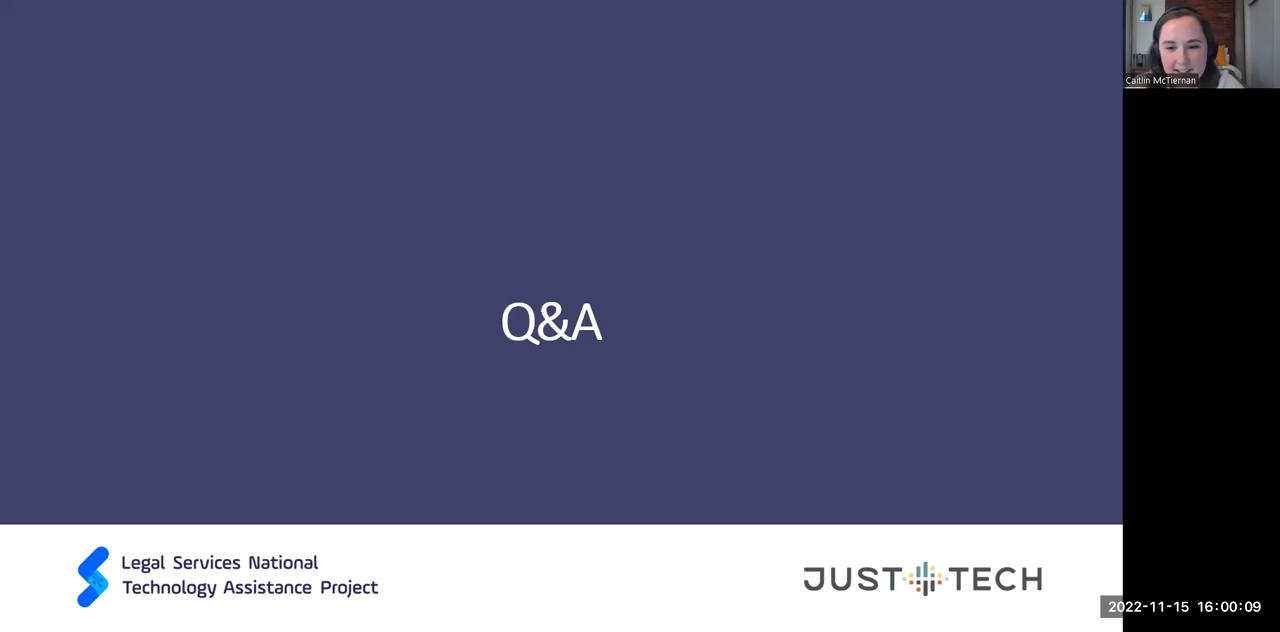 Caitlin McTiernan
Q&A
Legal Services National
Technology Assistance Project
JUST TECH
2022-11-15 16:00:09